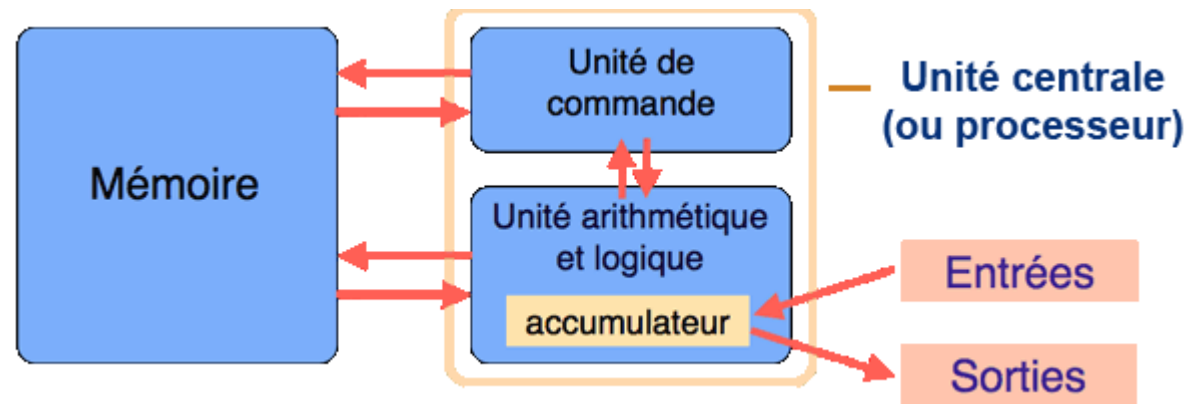 Mémoire
Unité de
commande
Unité centrale
(ou processeur)
Unité arithmétique
et logique
accumulateur
Entrées
Sorties